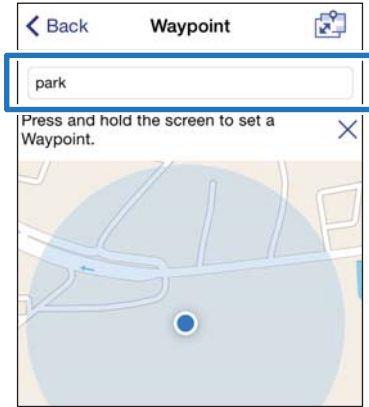 Back Waypoint
park
Press and hold the screen to set a
Waypoint.